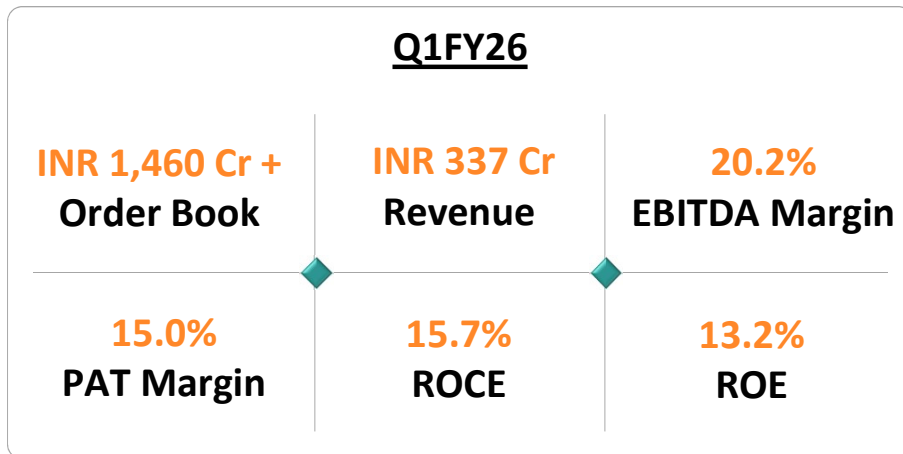 Q1FY26
INR 1,460 Cr +
Order Book
INR 337 Cr
Revenue
20.2%
EBITDA Margin
15.0%
PAT Margin
15.7%
ROCE
13.2%
ROE